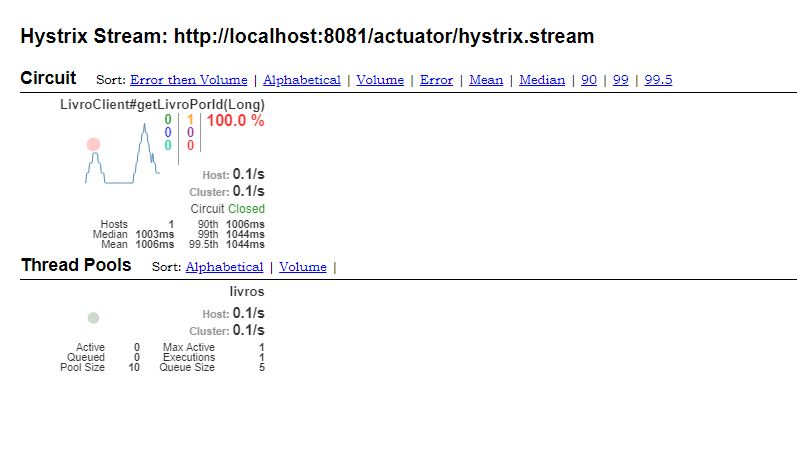 Hystrix Stream: http://localhost:8081/actuator/hystrix.stream
Circuit Sort: Error then Volume | Alphabetical | Volume | Error | Mean | Median | 90 | 99 | 99.5
LivroClient#getLivroPorId(Long)
0 1 100.0 %
0 0
0 0
Host: 0.1/s
Cluster: 0.1/s
Circuit Closed
Hosts 1 90th 1006ms
Median 1003ms 99th 1044ms
Mean 1006ms 99.5th 1044ms
Thread Pools Sort: Alphabetical | Volume |
livros
Host: 0.1/s
Cluster: 0.1/s
Active 0 Max Active 1
Queued 0 Executions 1
Pool Size 10 Queue Size 5